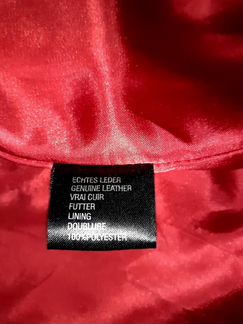 ECHTES LEDER
GENUINE LEATHER
VRAI CUIR
FUTTER
LINING
DOUBLURE
100%POLYESTER